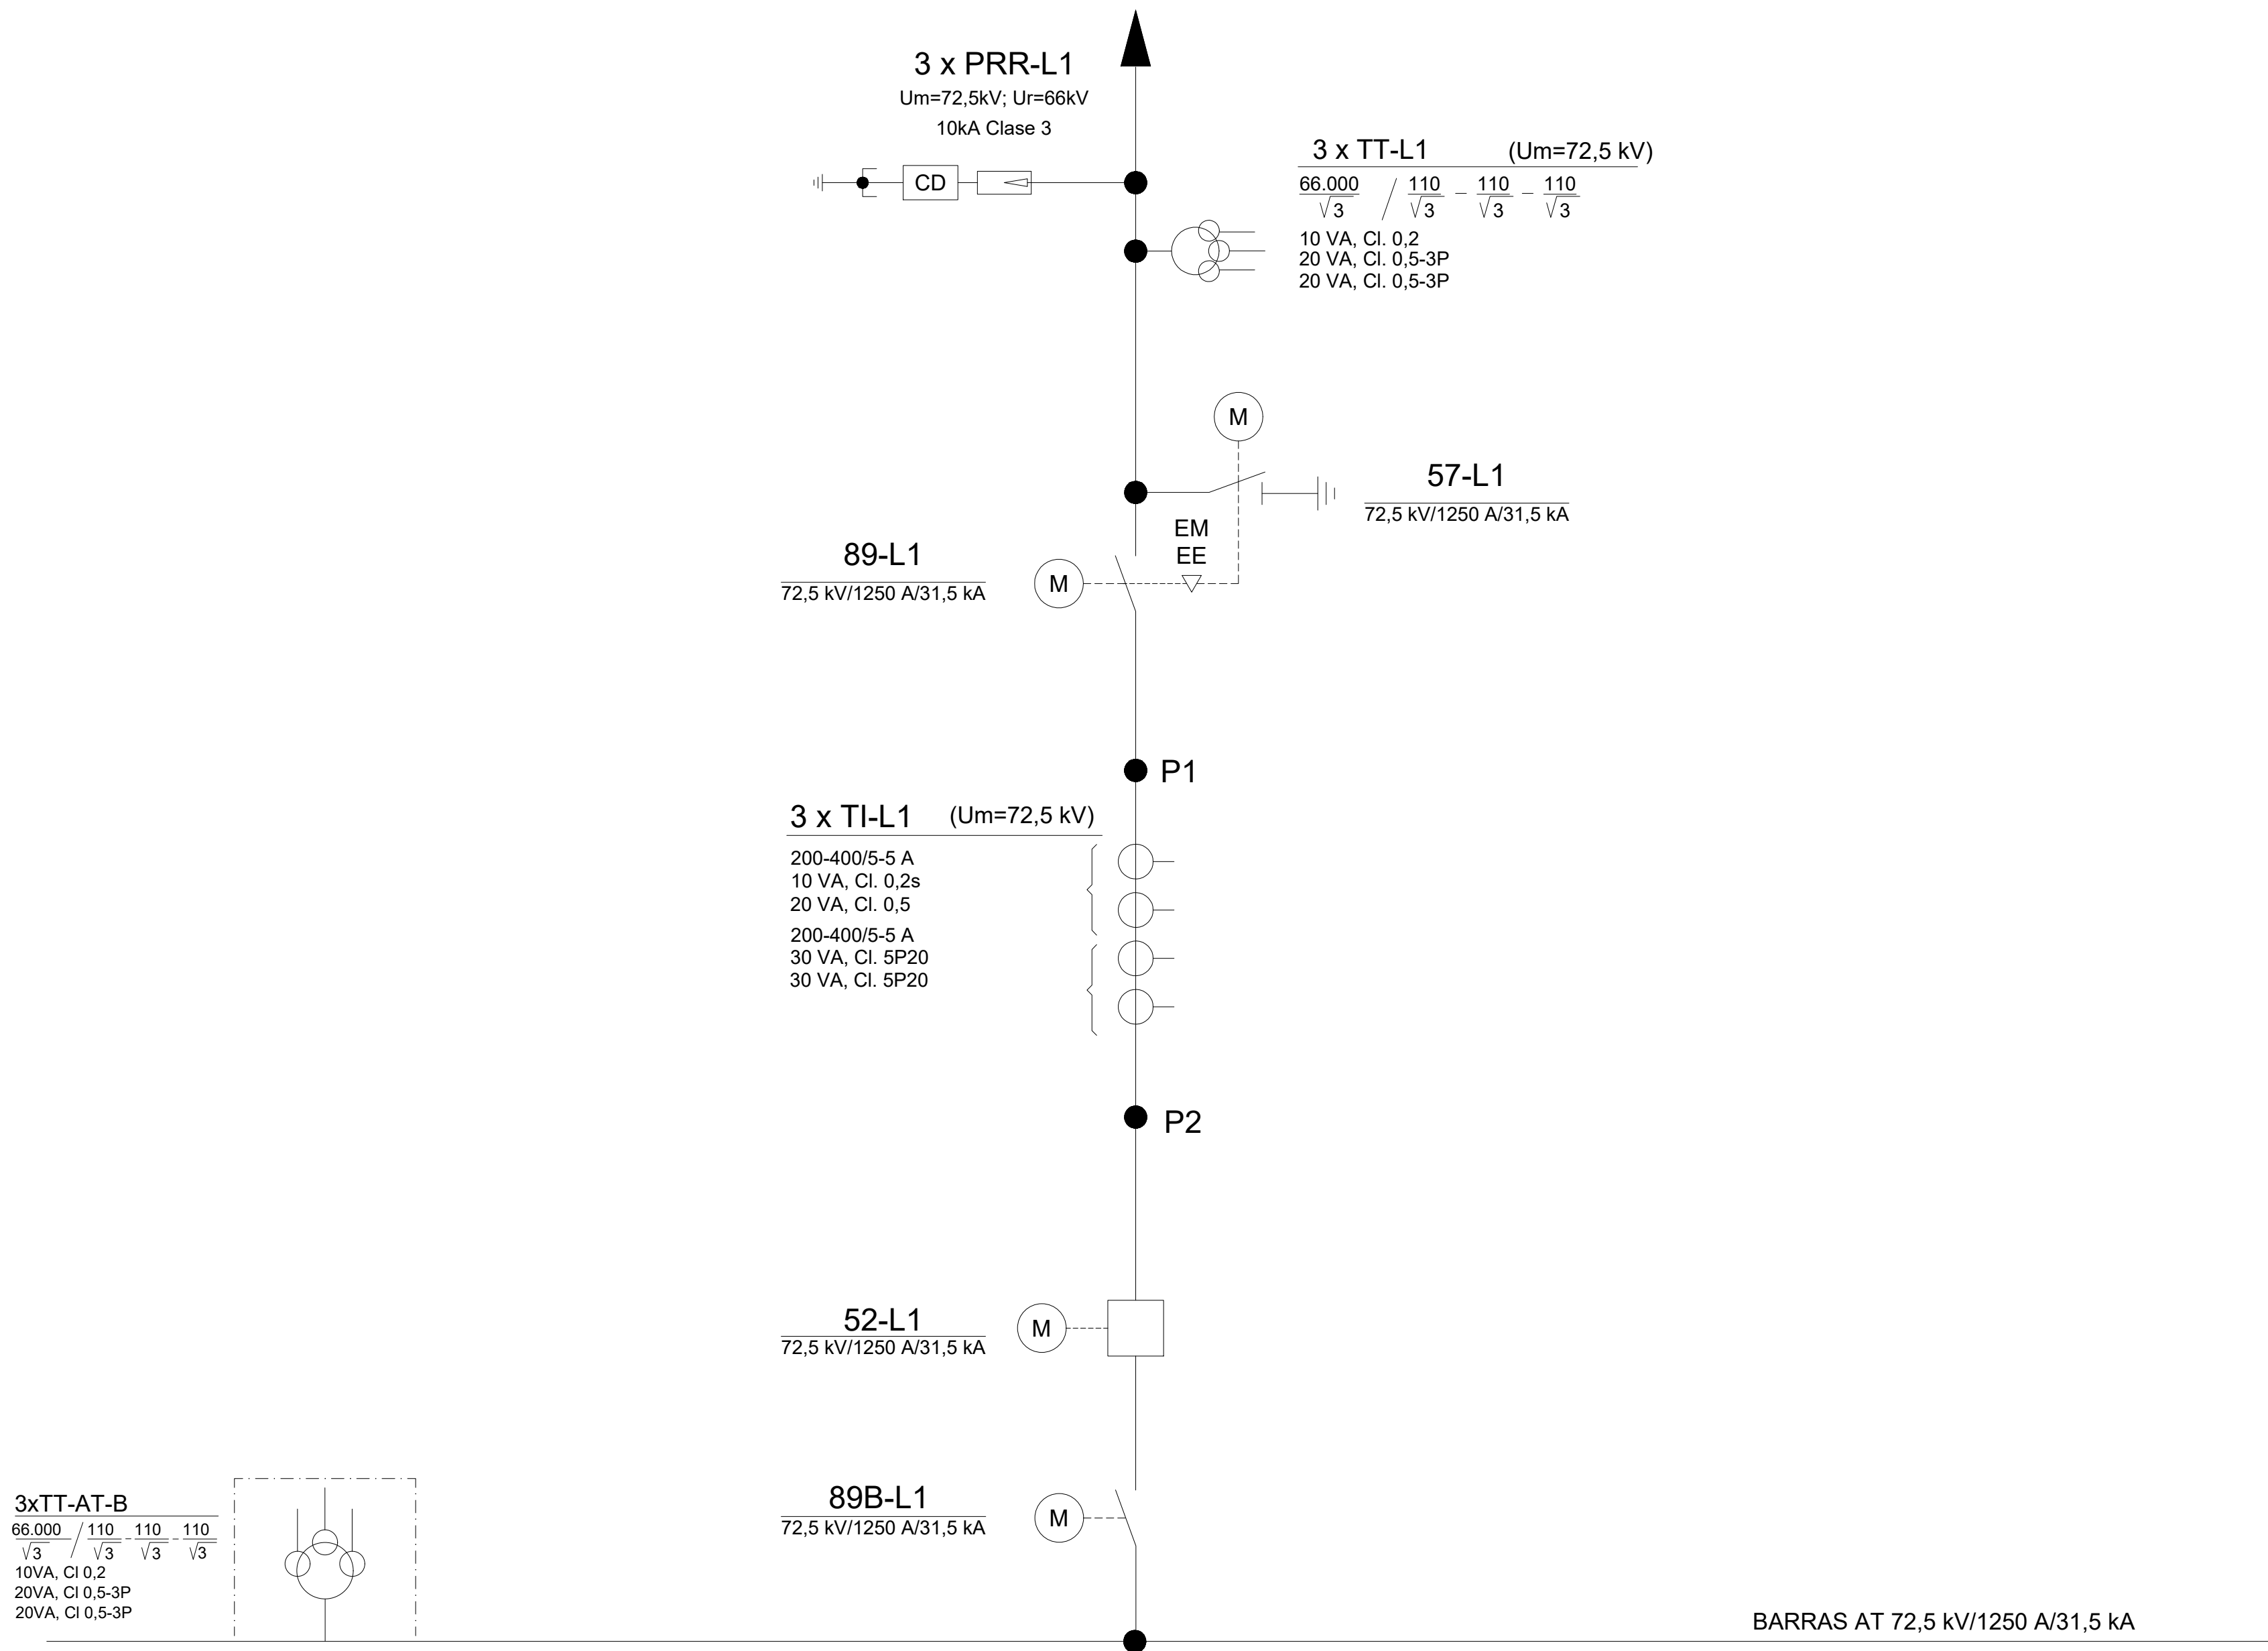 3 x PRR-L1
Um=72,5kV; Ur=66kV
10kA Clase 3
CD
3 x TT-L1 (Um=72,5 kV)
66.000/√3 / 110/√3 - 110/√3 - 110/√3
10 VA, Cl. 0,2
20 VA, Cl. 0,5-3P
20 VA, Cl. 0,5-3P
M
57-L1
72,5 kV/1250 A/31,5 kA
EM
EE
89-L1
72,5 kV/1250 A/31,5 kA
M
P1
3 x TI-L1 (Um=72,5 kV)
200-400/5-5 A
10 VA, Cl. 0,2s
20 VA, Cl. 0,5
200-400/5-5 A
30 VA, Cl. 5P20
30 VA, Cl. 5P20
P2
52-L1
72,5 kV/1250 A/31,5 kA
M
89B-L1
72,5 kV/1250 A/31,5 kA
M
3xTT-AT-B
66.000/√3 / 110/√3 - 110/√3 - 110/√3
10VA, Cl 0,2
20VA, Cl 0,5-3P
20VA, Cl 0,5-3P
BARRAS AT 72,5 kV/1250 A/31,5 kA